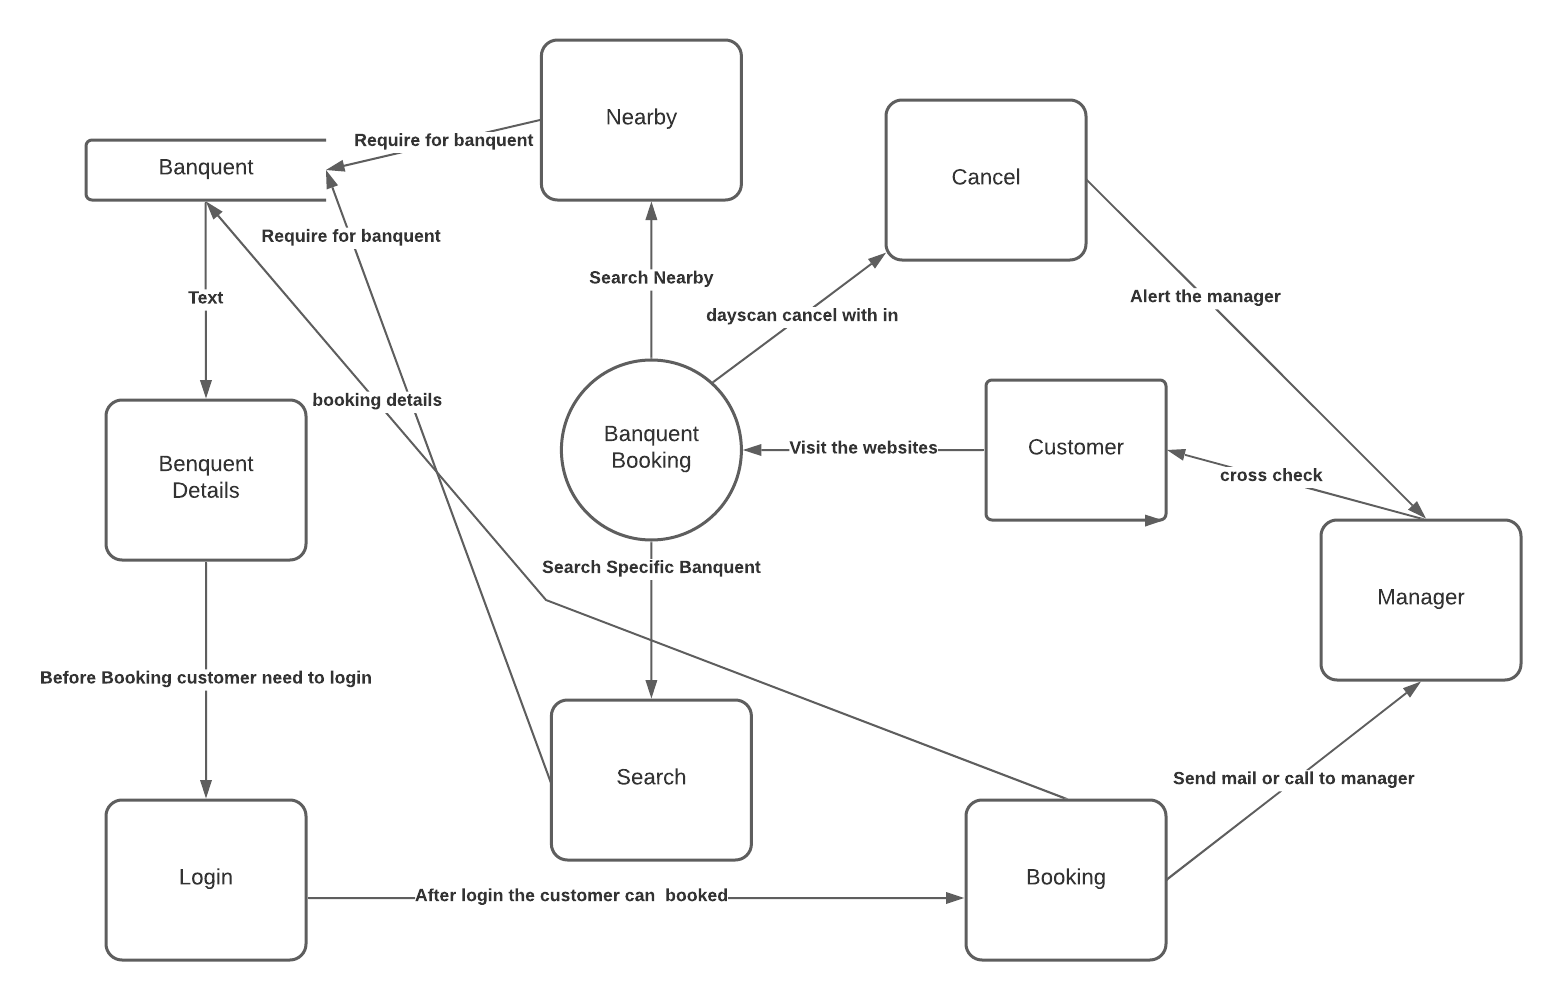 Nearby
Require for banquent
Banquent
Cancel
Require for banquent
Search Nearby
Text
Alert the manager
dayscan cancel with in
booking details
Banquent
Booking
Visit the websites
Customer
cross check
Benquent
Details
Search Specific Banquent
Manager
Before Booking customer need to login
Search
Send mail or call to manager
Login
After login the customer can  booked
Booking